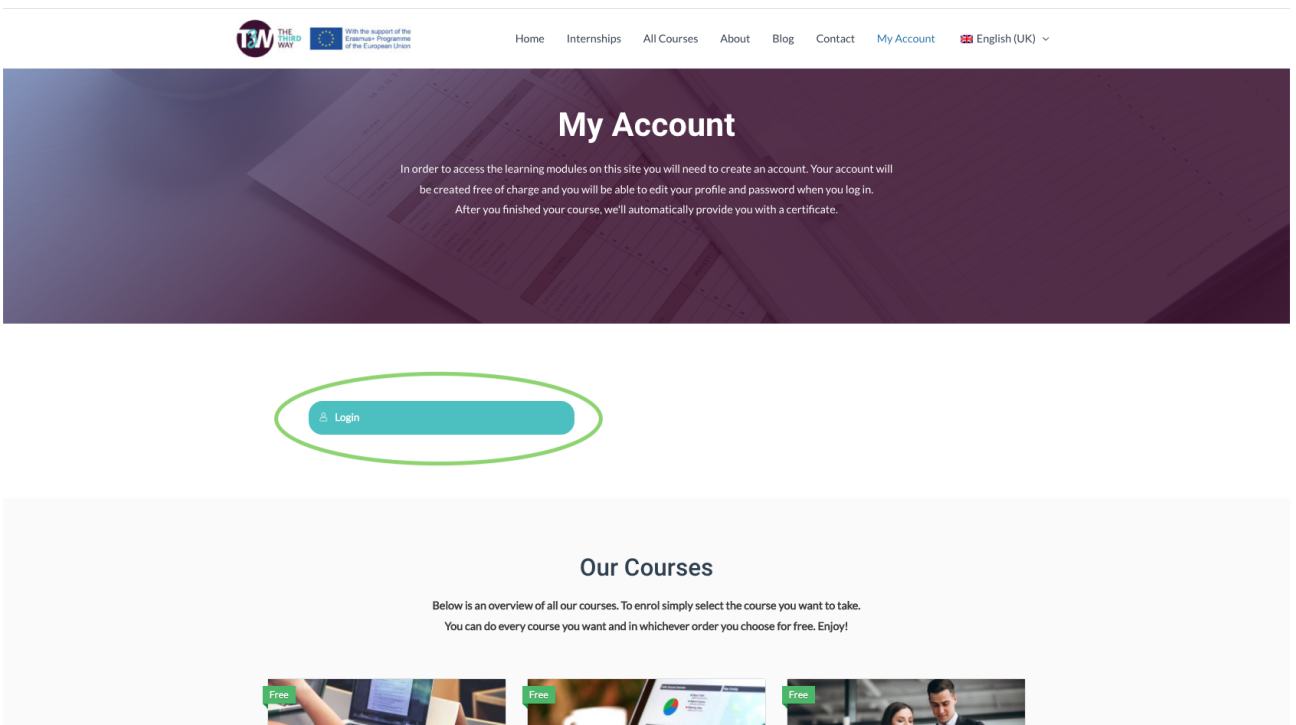 T3W THE THIRD WAY
With the support of the
Erasmus+ Programme
of the European Union
Home Internships All Courses About Blog Contact My Account English (UK)
My Account
In order to access the learning modules on this site you will need to create an account. Your account will
be created free of charge and you will be able to edit your profile and password when you log in.
After you finished your course, we'll automatically provide you with a certificate.
Login
Our Courses
Below is an overview of all our courses. To enrol simply select the course you want to take.
You can do every course you want and in whichever order you choose for free. Enjoy!
Free
Free
Free